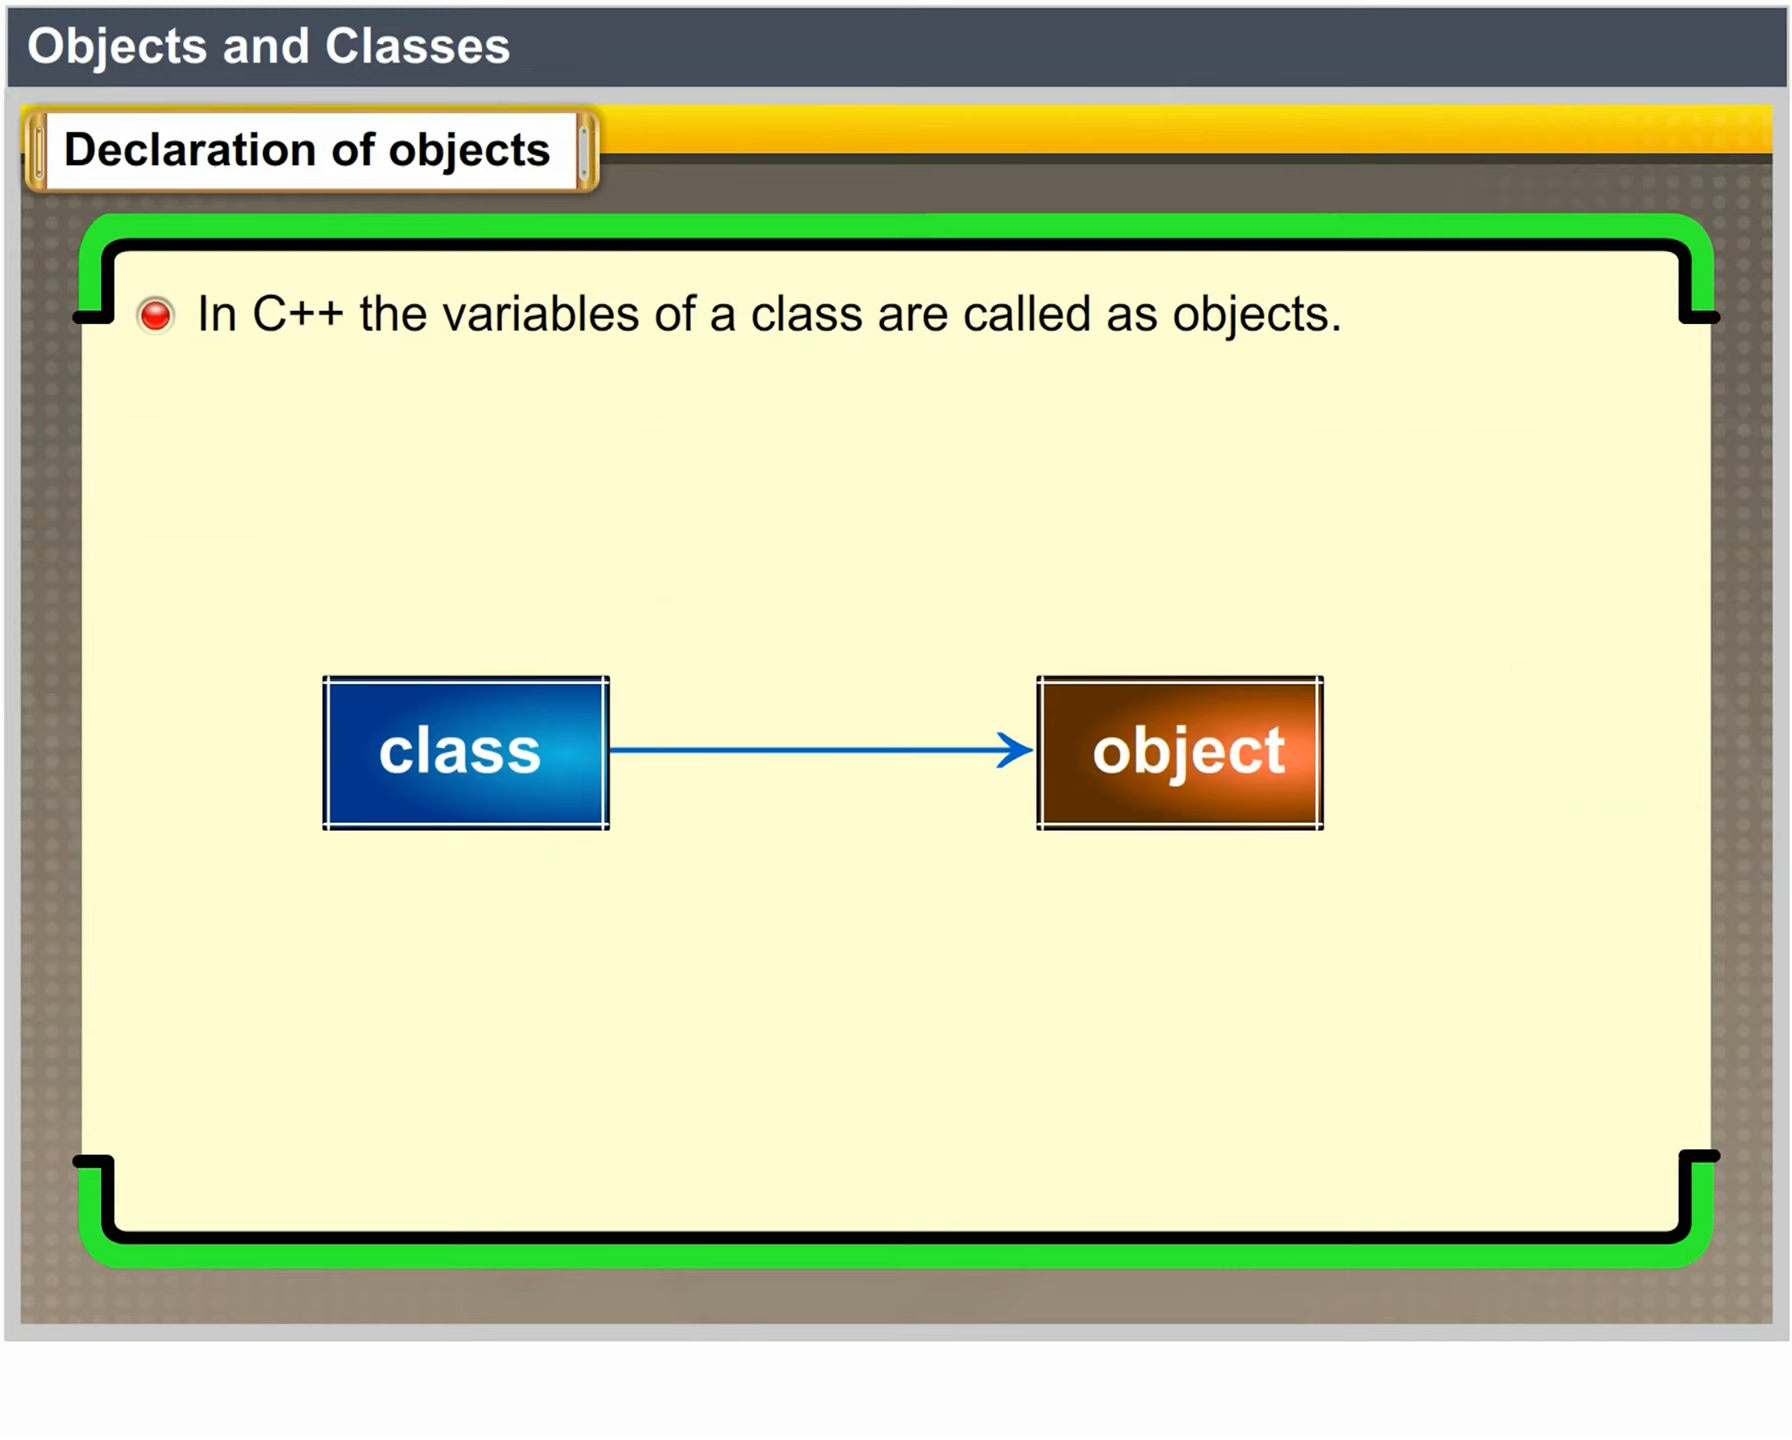 Objects and Classes
Declaration of objects
In C++ the variables of a class are called as objects.
class
object